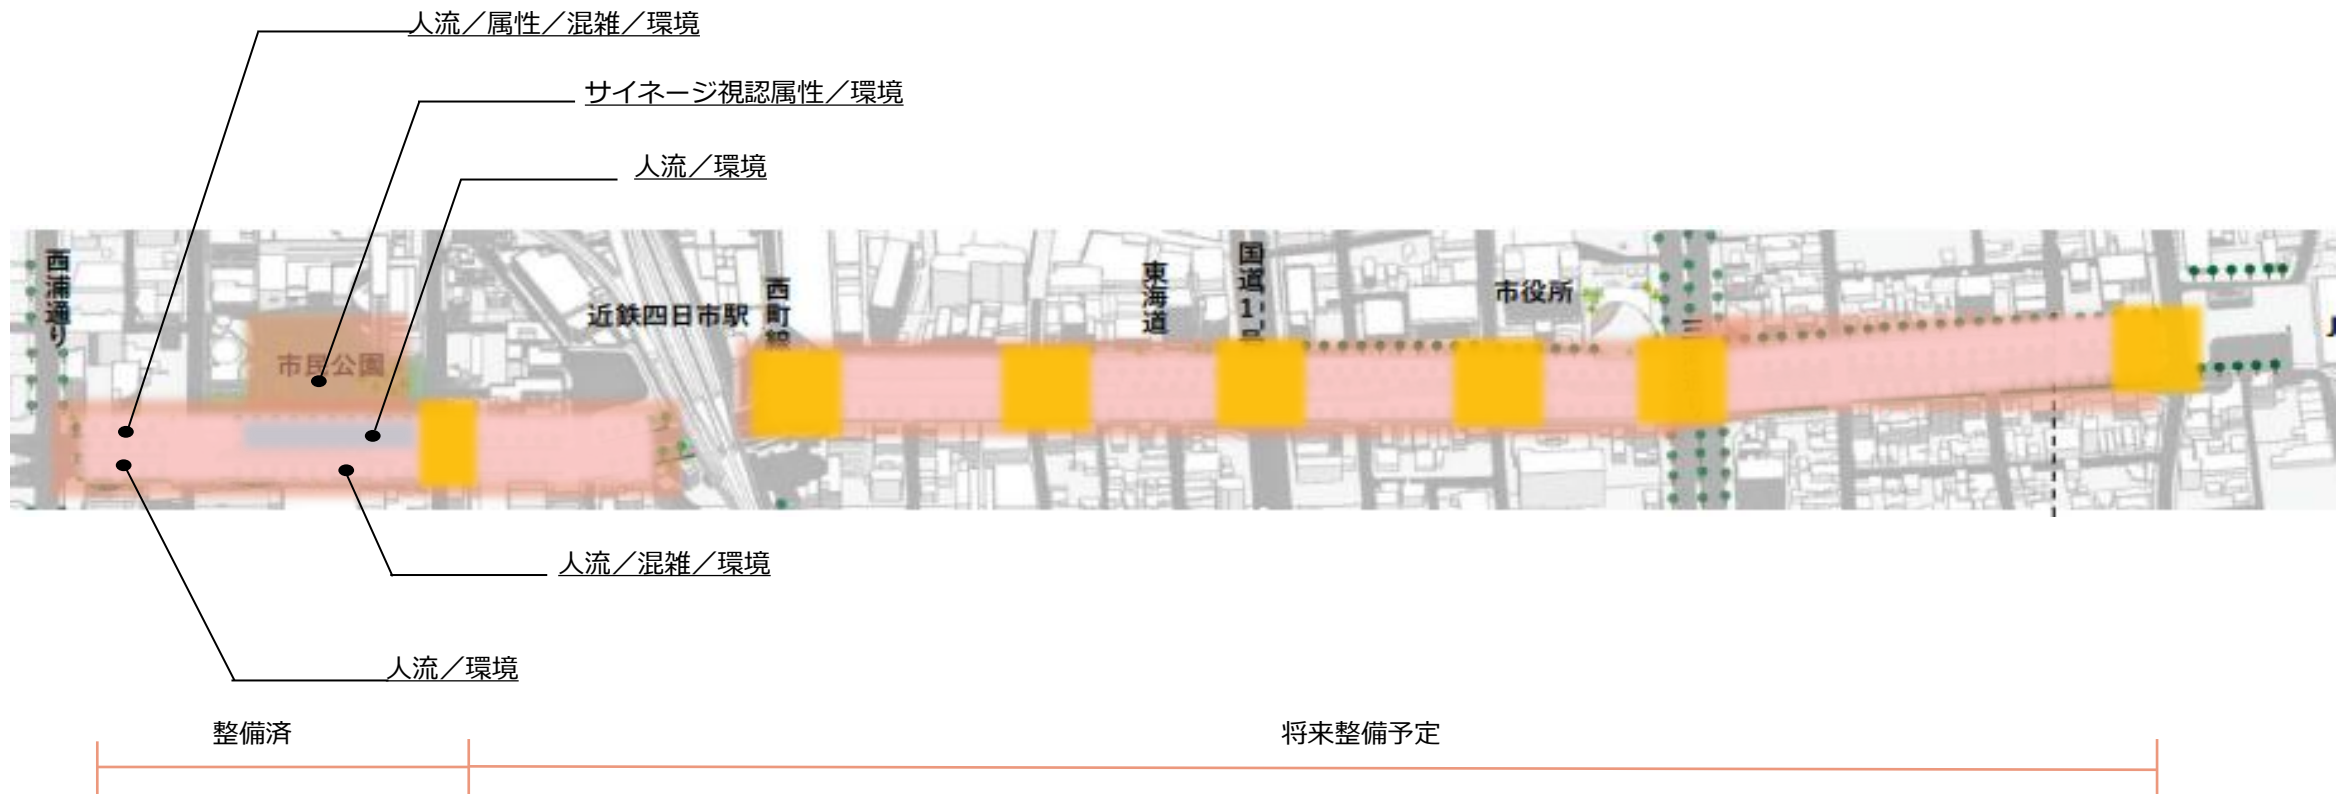 人流／属性／混雑／環境
サイネージ視認属性／環境
人流／環境
西浦通り
近鉄四日市駅
西町線
東海道
国道1号
市役所
市民公園
人流／混雑／環境
人流／環境
整備済
将来整備予定